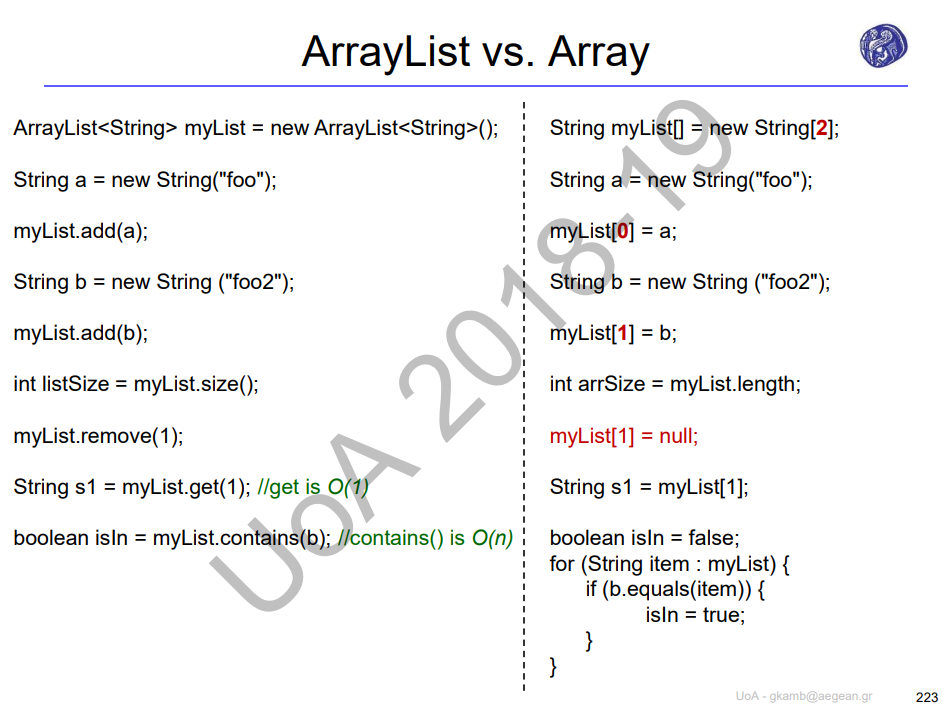 ArrayList vs. Array
ArrayList<String> myList = new ArrayList<String>();
String a = new String("foo");
myList.add(a);
String b = new String ("foo2");
myList.add(b);
int listSize = myList.size();
myList.remove(1);
String s1 = myList.get(1); //get is O(1)
boolean isIn = myList.contains(b); //contains() is O(n)
String myList[] = new String[2];
String a = new String("foo");
myList[0] = a;
String b = new String ("foo2");
myList[1] = b;
int arrSize = myList.length;
myList[1] = null;
String s1 = myList[1];
boolean isIn = false;
for (String item : myList) {
if (b.equals(item)) {
isIn = true;
}
}
UoA 2018-19
UoA - gkamb@aegean.gr
223